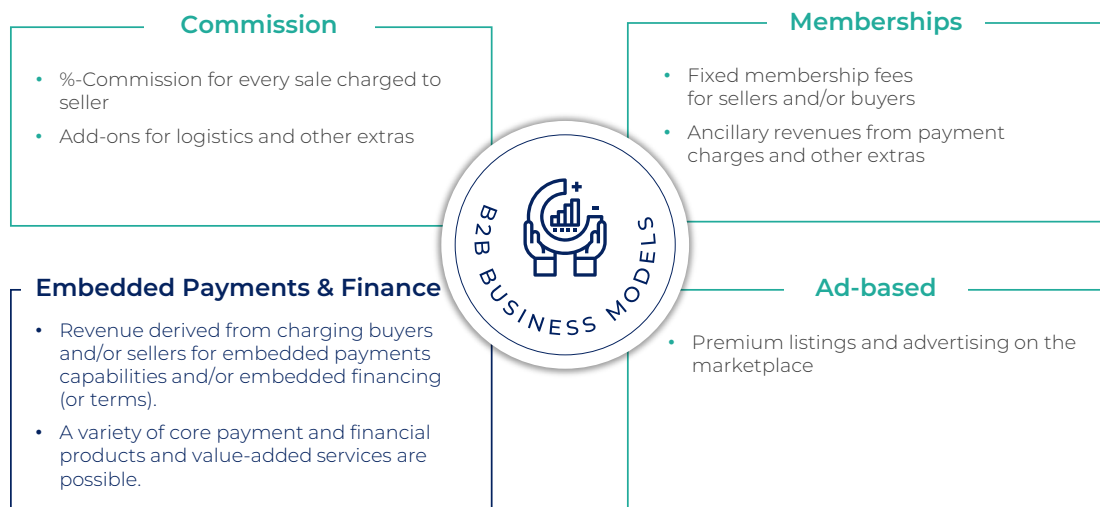 Commission
• %-Commission for every sale charged to
seller
• Add-ons for logistics and other extras
Memberships
• Fixed membership fees
for sellers and/or buyers
• Ancillary revenues from payment
charges and other extras
B2B BUSINESS MODELS
Embedded Payments & Finance
• Revenue derived from charging buyers
and/or sellers for embedded payments
capabilities and/or embedded financing
(or terms).
• A variety of core payment and financial
products and value-added services are
possible.
Ad-based
• Premium listings and advertising on the
marketplace